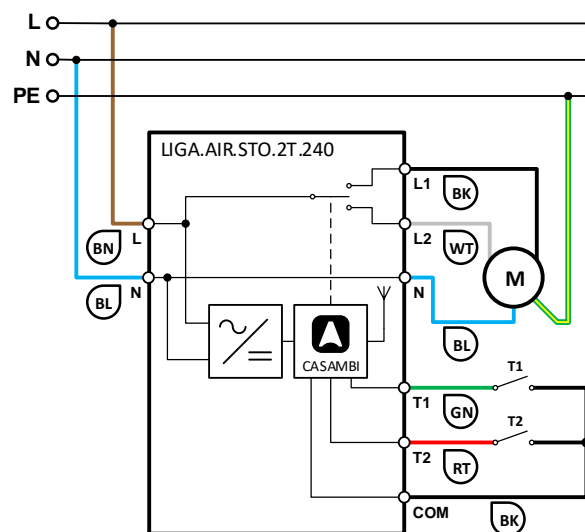 L
N
PE
LIGA.AIR.STO.2T.240
L1
BK
BN
L
L2
WT
N
BL
N
M
BL
CASAMBI
T1
GN
T1
T2
RT
T2
COM
BK